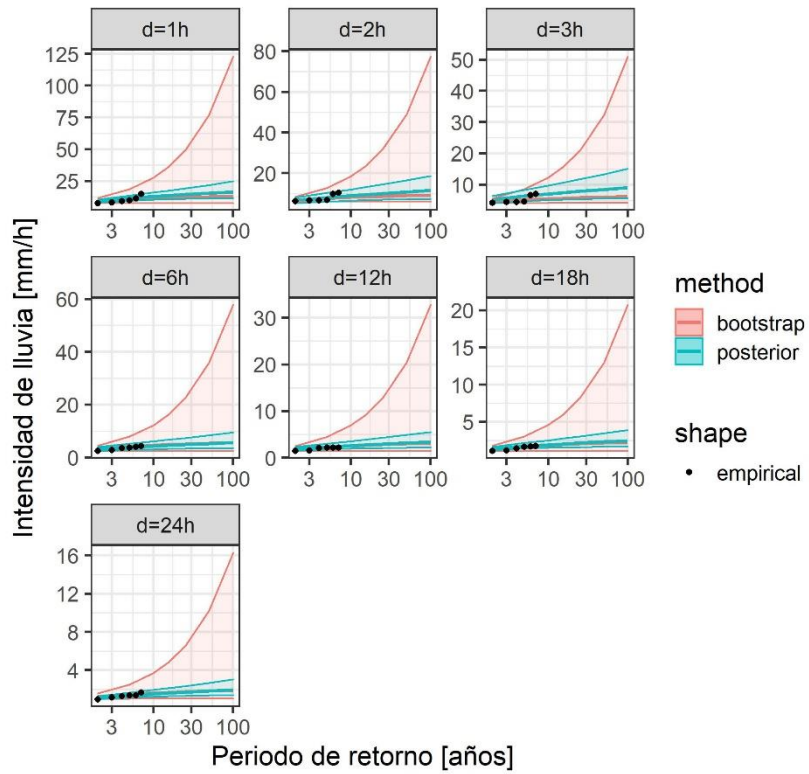 d=1h d=2h d=3h
125
100
75
50
25
80
60
40
20
50
40
30
20
10
3 10 30 100 3 10 30 100 3 10 30 100
d=6h d=12h d=18h
60
40
20
0
30
20
10
0
20
15
10
5
3 10 30 100 3 10 30 100 3 10 30 100
d=24h
16
12
8
4
3 10 30 100
Intensidad de lluvia [mm/h]
Periodo de retorno [años]
method
bootstrap
posterior
shape
empirical